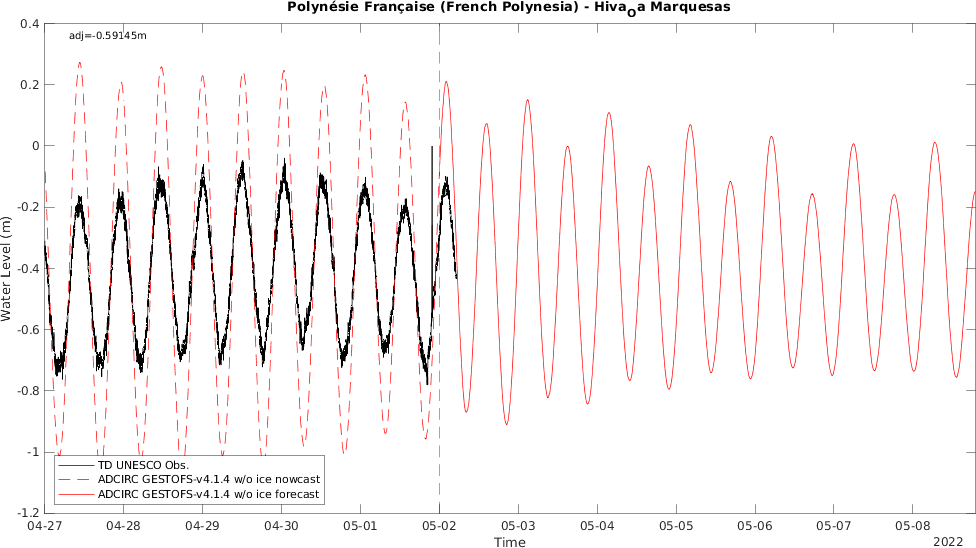 Polynésie Française (French Polynesia) - Hiva Oa Marquesas
adj=-0.59145m
0.4
0.2
0
-0.2
-0.4
-0.6
-0.8
-1
-1.2
Water Level (m)
TD UNESCO Obs.
ADCIRC GESTOFS-v4.1.4 w/o ice nowcast
ADCIRC GESTOFS-v4.1.4 w/o ice forecast
04-27 04-28 04-29 04-30 05-01 05-02 05-03 05-04 05-05 05-06 05-07 05-08
Time
2022